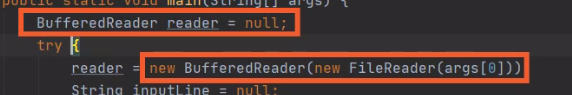 public static void main(String[] args) {
BufferedReader reader = null;
try {
reader = new BufferedReader(new FileReader(args[0]))
String inputLine = null;